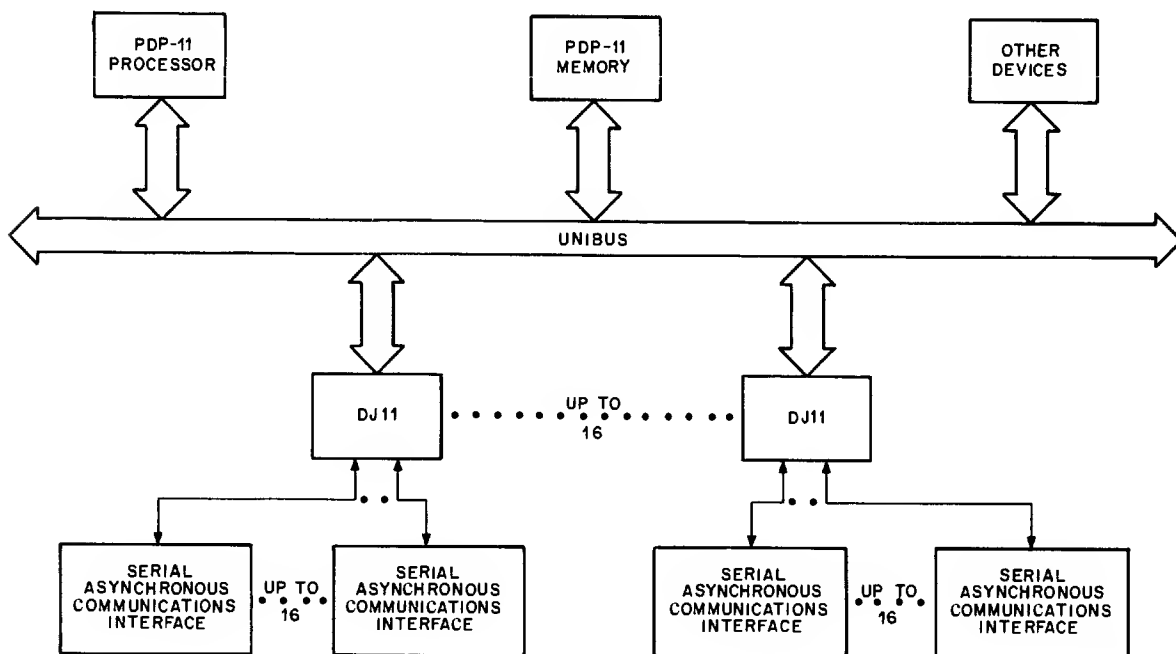 PDP-11
PROCESSOR
PDP-11
MEMORY
OTHER
DEVICES
UNIBUS
DJ11
UP TO
16
DJ11
SERIAL
ASYNCHRONOUS
COMMUNICATIONS
INTERFACE
UP TO
16
SERIAL
ASYNCHRONOUS
COMMUNICATIONS
INTERFACE
SERIAL
ASYNCHRONOUS
COMMUNICATIONS
INTERFACE
UP TO
16
SERIAL
ASYNCHRONOUS
COMMUNICATIONS
INTERFACE